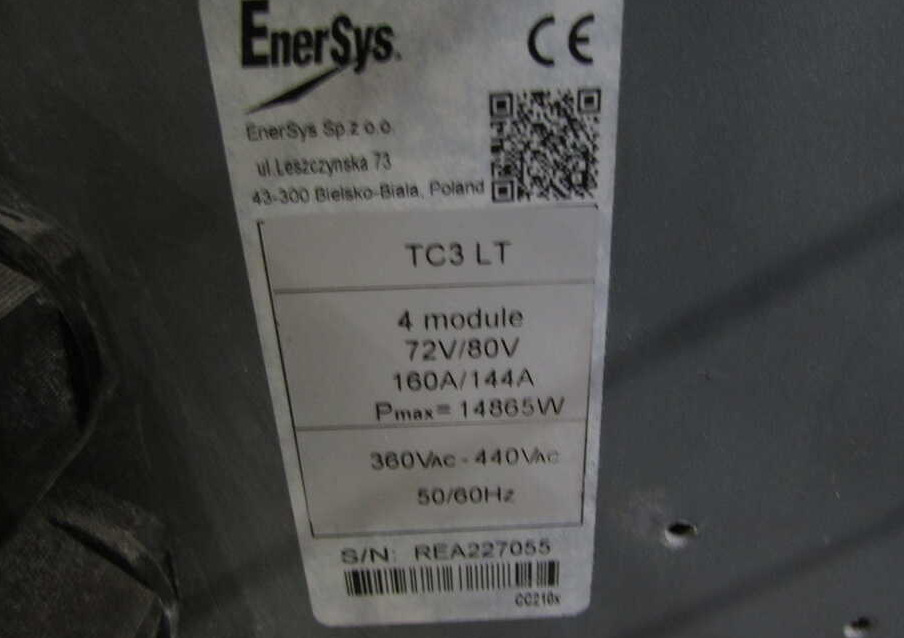 EnerSys.
CE
EnerSys Sp.z o.o.
ul.Leszczynska 73
43-300 Bielsko-Biala, Poland
TC3 LT
4 module
72V/80V
160A/144A
Pmax= 14865W
360VAC - 440VAC
50/60Hz
S/N: REA227055
CC210x